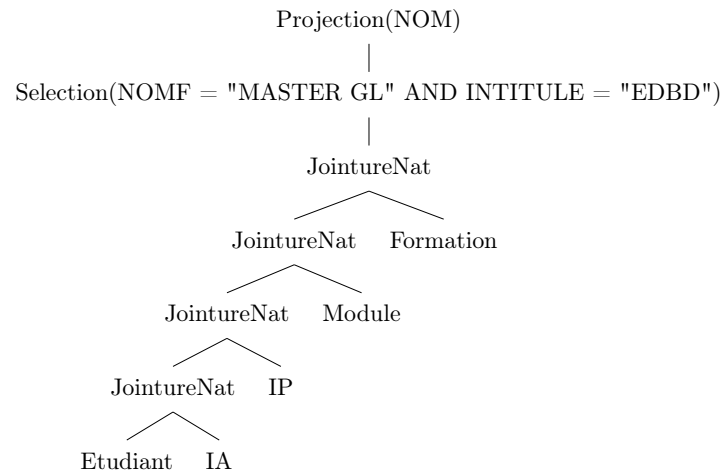 Projection(NOM)
Selection(NOMF = "MASTER GL" AND INTITULE = "EDBD")
JointureNat
JointureNat Formation
JointureNat Module
JointureNat IP
Etudiant IA